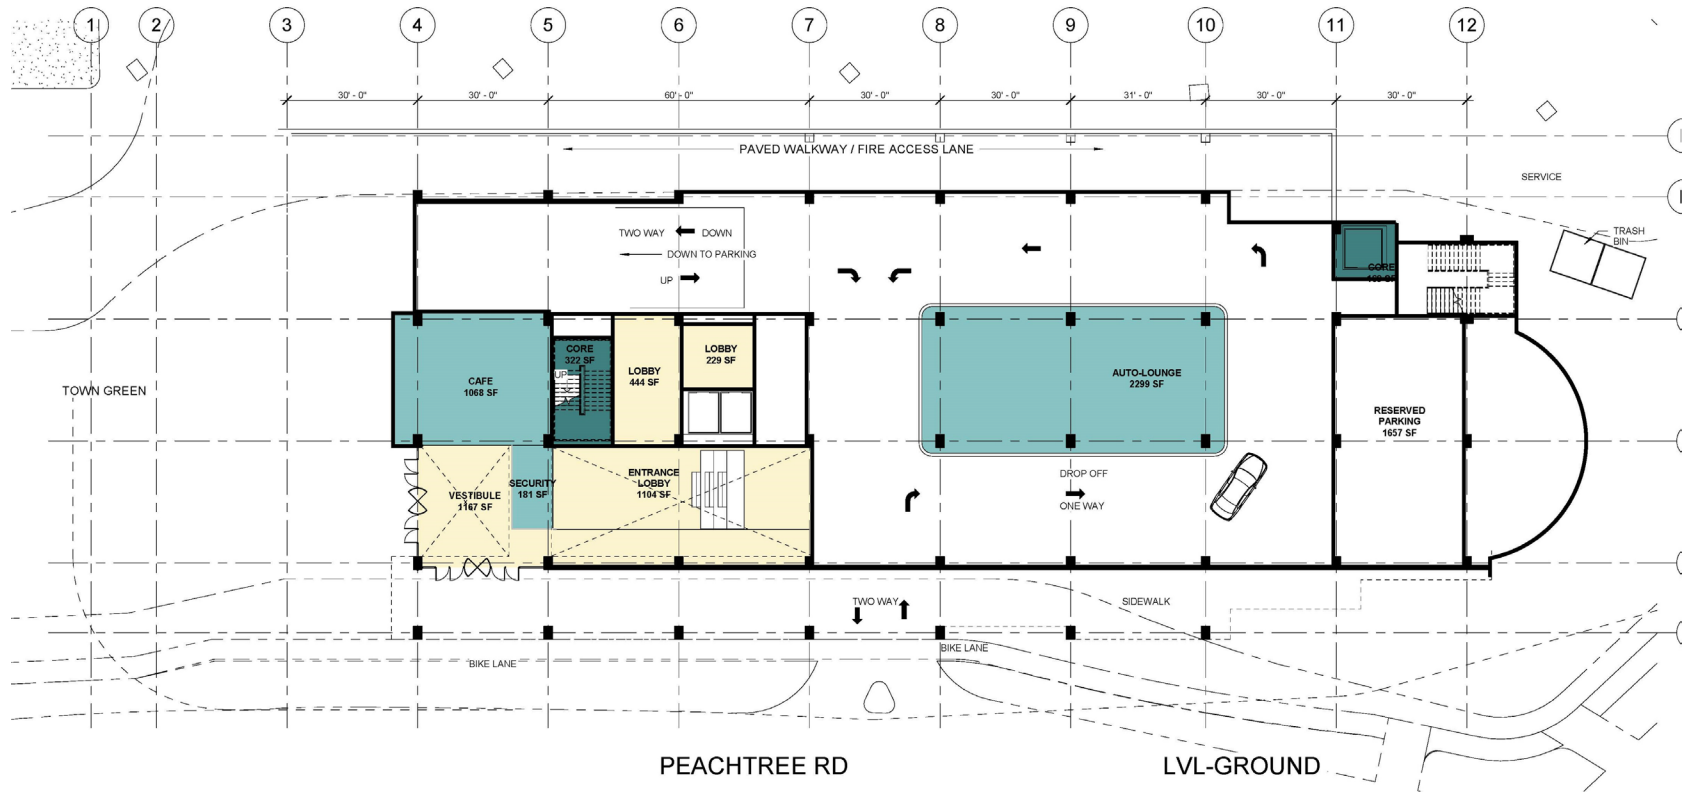 1 2 3 4 5 6 7 8 9 10 11 12
30' - 0" 30' - 0" 60' - 0" 30' - 0" 30' - 0" 31' - 0" 30' - 0" 30' - 0"
PAVED WALKWAY / FIRE ACCESS LANE
SERVICE
TWO WAY DOWN
DOWN TO PARKING
UP
TRASH
BIN
CORE
TOWN GREEN
CAFE
1068 SF
CORE
322 SF
UP
LOBBY
444 SF
LOBBY
229 SF
AUTO-LOUNGE
2299 SF
RESERVED
PARKING
1657 SF
VESTIBULE
1167 SF
SECURITY
181 SF
ENTRANCE
LOBBY
1104 SF
DROP OFF
ONE WAY
TWO WAY
SIDEWALK
BIKE LANE
BIKE LANE
PEACHTREE RD
LVL-GROUND